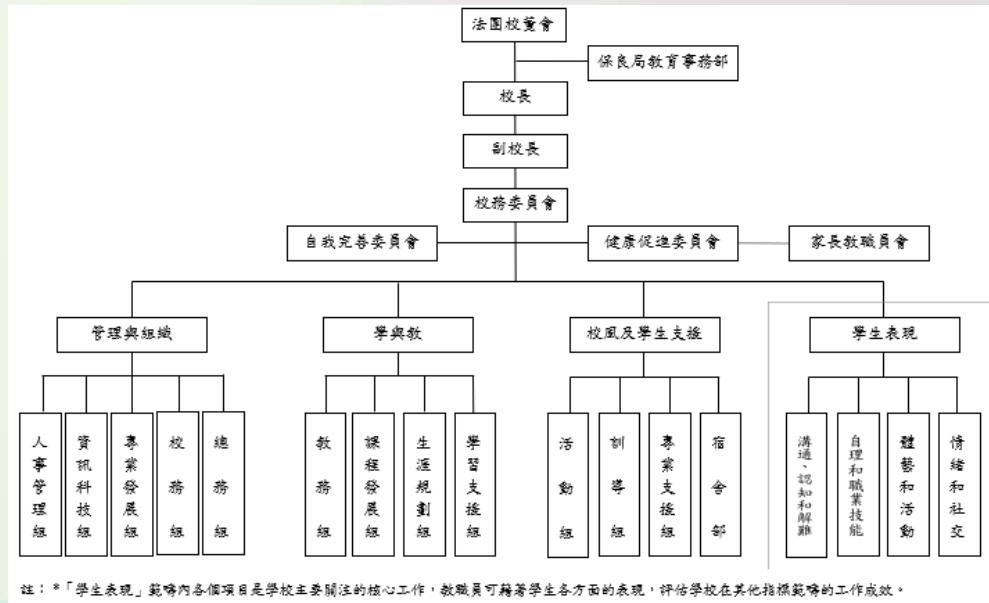 法團校董會
保良局教育事務部
校長
副校長
校務委員會
自我完善委員會
健康促進委員會
家長教職員會
管理與組織
學與教
校風及學生支援
學生表現
人事管理組
資訊科技組
專業發展組
校務組
總務組
教務組
課程發展組
生涯規劃組
學習支援組
活動組
訓導組
專業支援組
宿舍部
溝通、認知和解難
自理和職業技能
體藝和活動
情緒和社交
註：*「學生表現」範疇內各個項目是學校主要關注的核心工作，教職員可藉著學生各方面的表現，評估學校在其他指標範疇的工作成效。